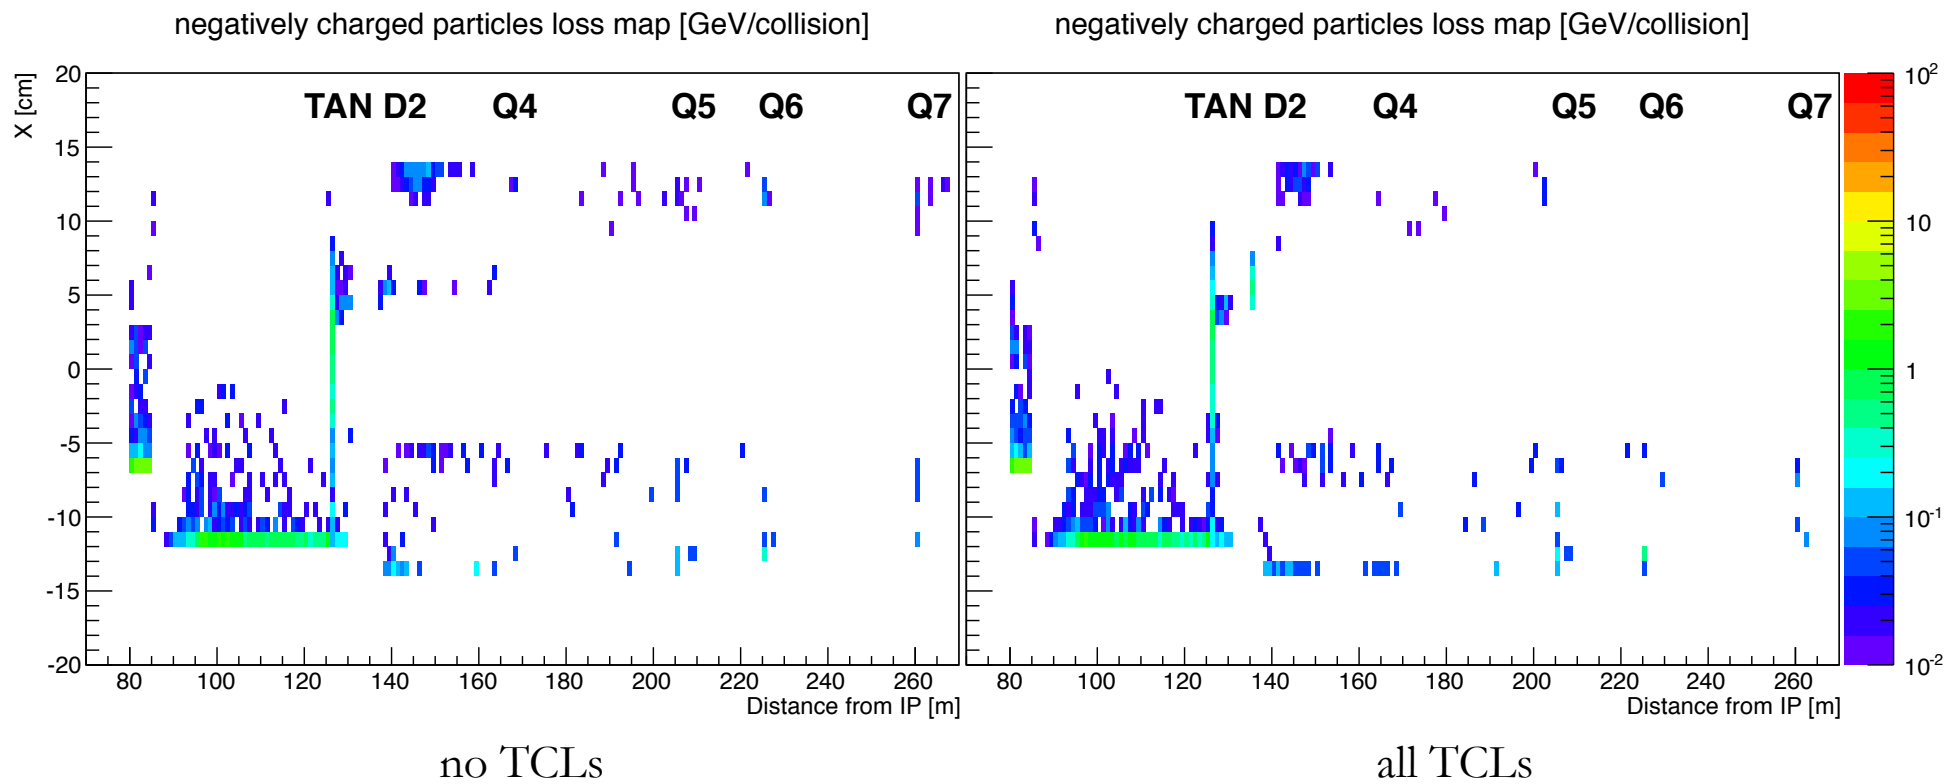 negatively charged particles loss map [GeV/collision]
negatively charged particles loss map [GeV/collision]
X [cm]
20
15
10
5
0
-5
-10
-15
-20
TAN D2 Q4 Q5 Q6 Q7
TAN D2 Q4 Q5 Q6 Q7
10²
10
1
10⁻¹
10⁻²
80 100 120 140 160 180 200 220 240 260
80 100 120 140 160 180 200 220 240 260
Distance from IP [m]
Distance from IP [m]
no TCLs
all TCLs